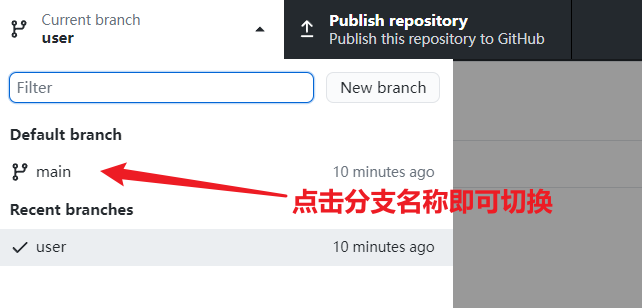 Current branch
user
Publish repository
Publish this repository to GitHub
Filter
New branch
Default branch
main 10 minutes ago
点击分支名称即可切换
Recent branches
user 10 minutes ago